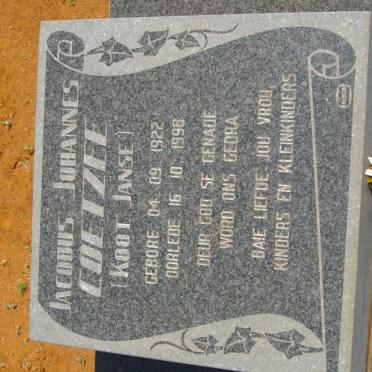 JACOBUS JOHANNES
COETZEE
(KOOT JANSE)
GEBORE 04. 09. 1922
OORLEDE 16. 10. 1998
DEUR GOD SE GENADE
WORD ONS GEDRA
BAIE LIEFDE JOU VROU,
KINDERS EN KLEINKINDERS